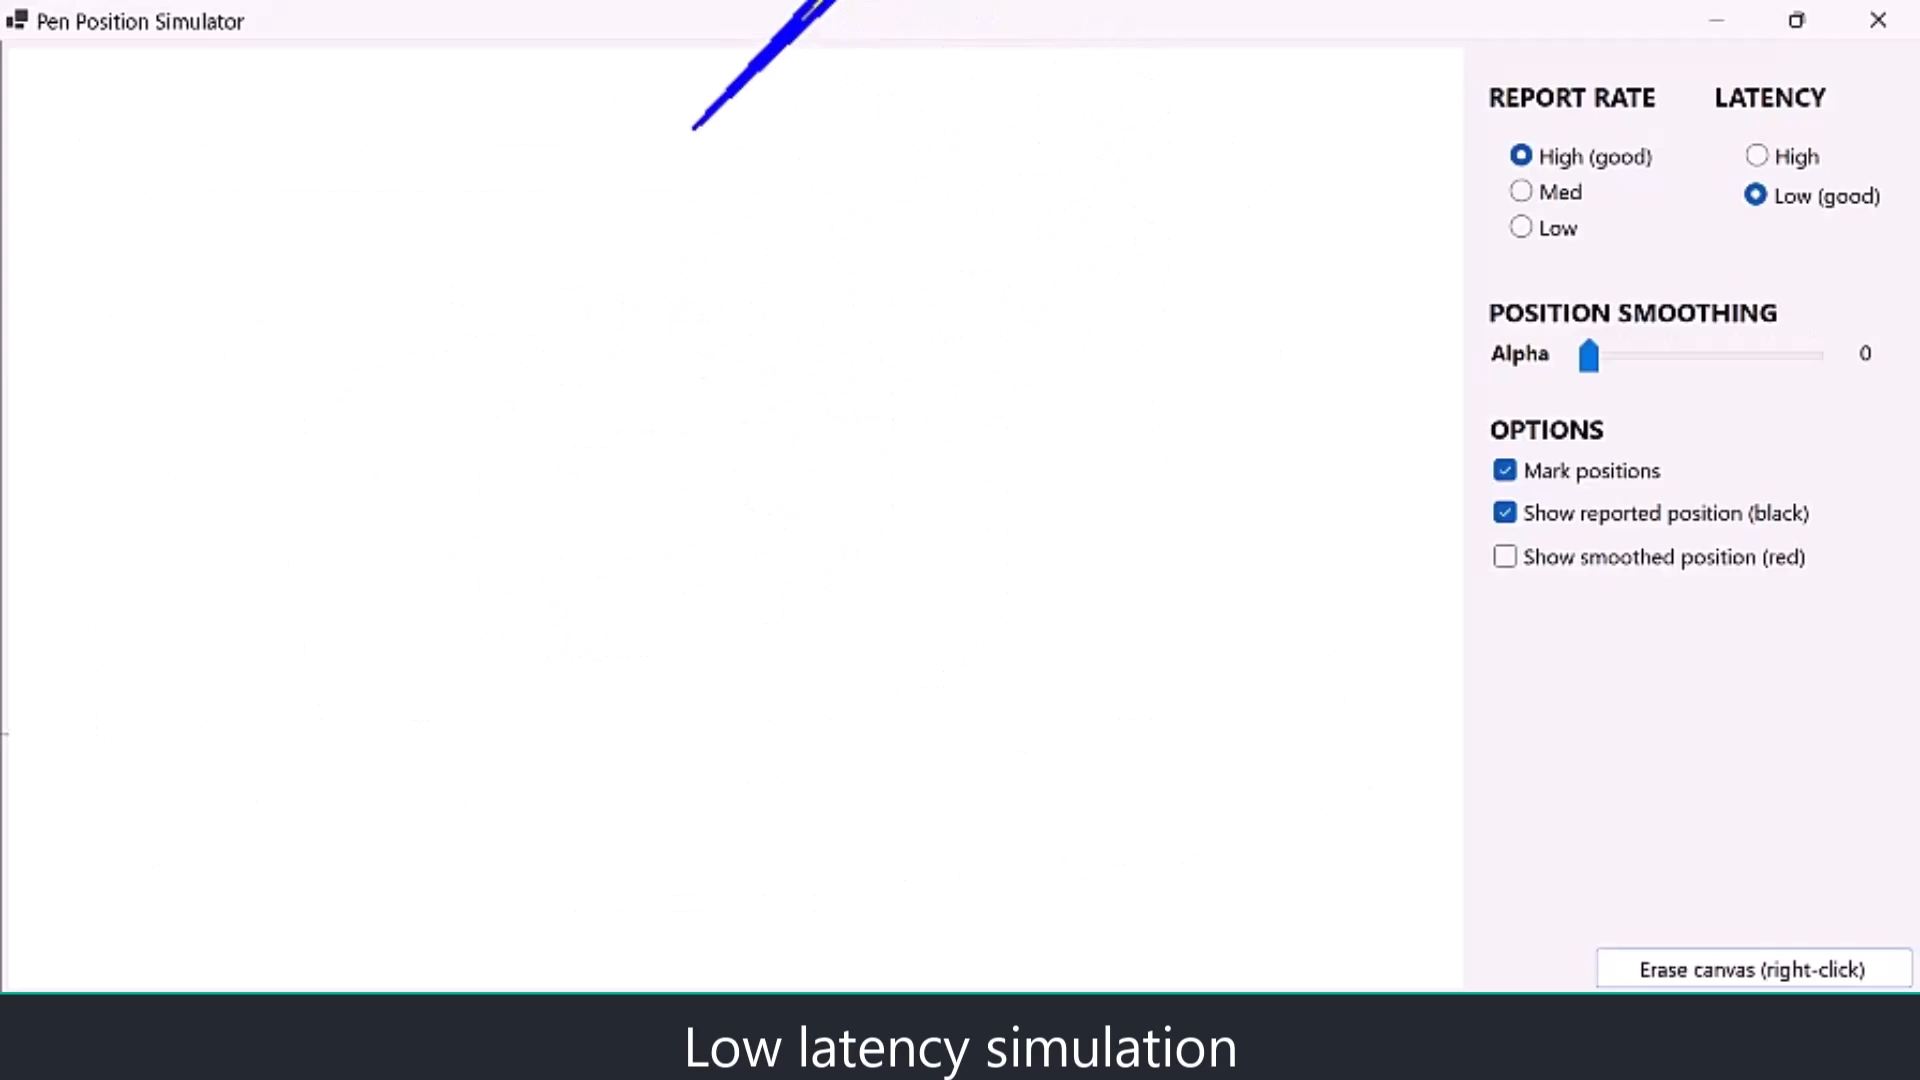 Pen Position Simulator
REPORT RATE
High (good)
Med
Low
LATENCY
High
Low (good)
POSITION SMOOTHING
Alpha 0
OPTIONS
Mark positions
Show reported position (black)
Show smoothed position (red)
Erase canvas (right-click)
Low latency simulation